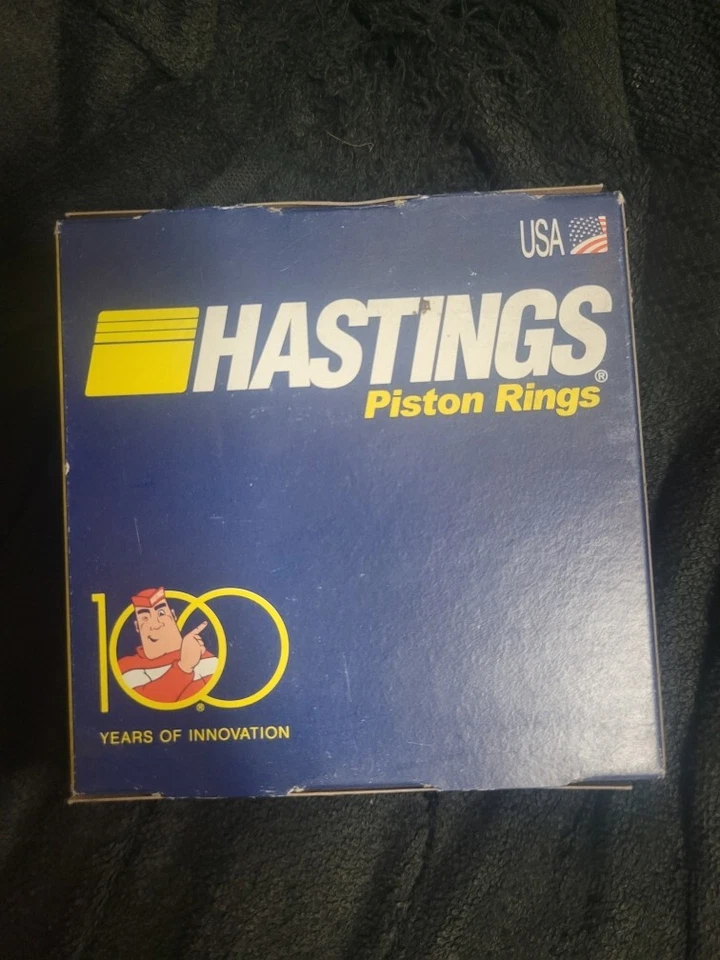 USA
HASTINGS®
Piston Rings
100®
YEARS OF INNOVATION